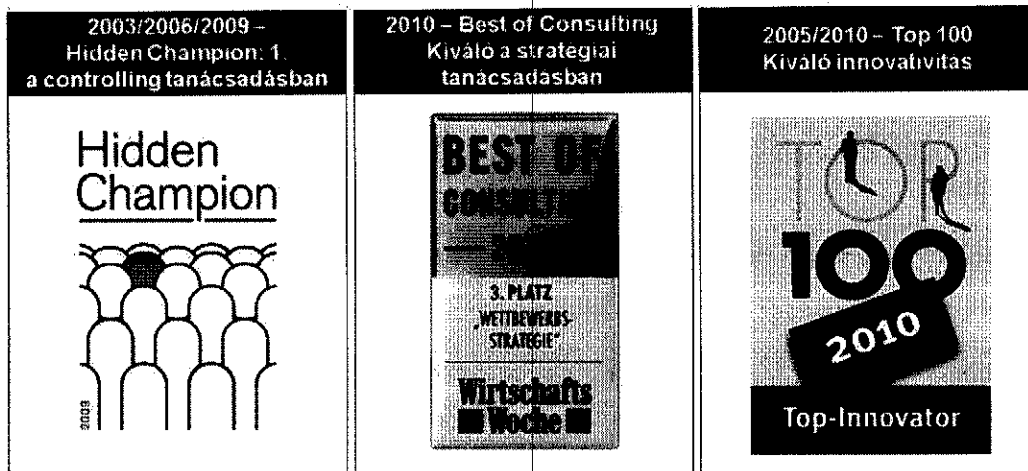 2003/2006/2009 –
Hidden Champion: 1.
a controlling tanácsadásban
Hidden
Champion
2009
2010 – Best of Consulting
Kiváló a stratégiai
tanácsadásban
BEST OF
3. PLATZ
„WETTBEWERBS-
STRATEGIE"
Wirtschafts
Woche
2005/2010 – Top 100
Kiváló innovativitás
TOP
100
2010
Top-Innovator